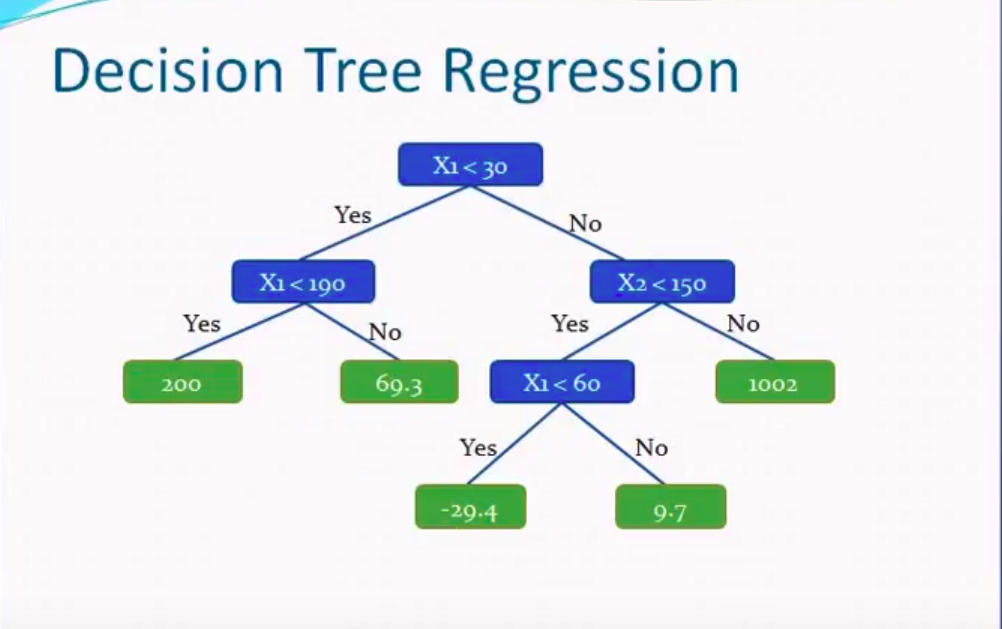 Decision Tree Regression
X1 < 30
Yes
No
X1 < 190
X2 < 150
Yes
No
Yes
No
200
69.3
X1 < 60
1002
Yes
No
-29.4
9.7